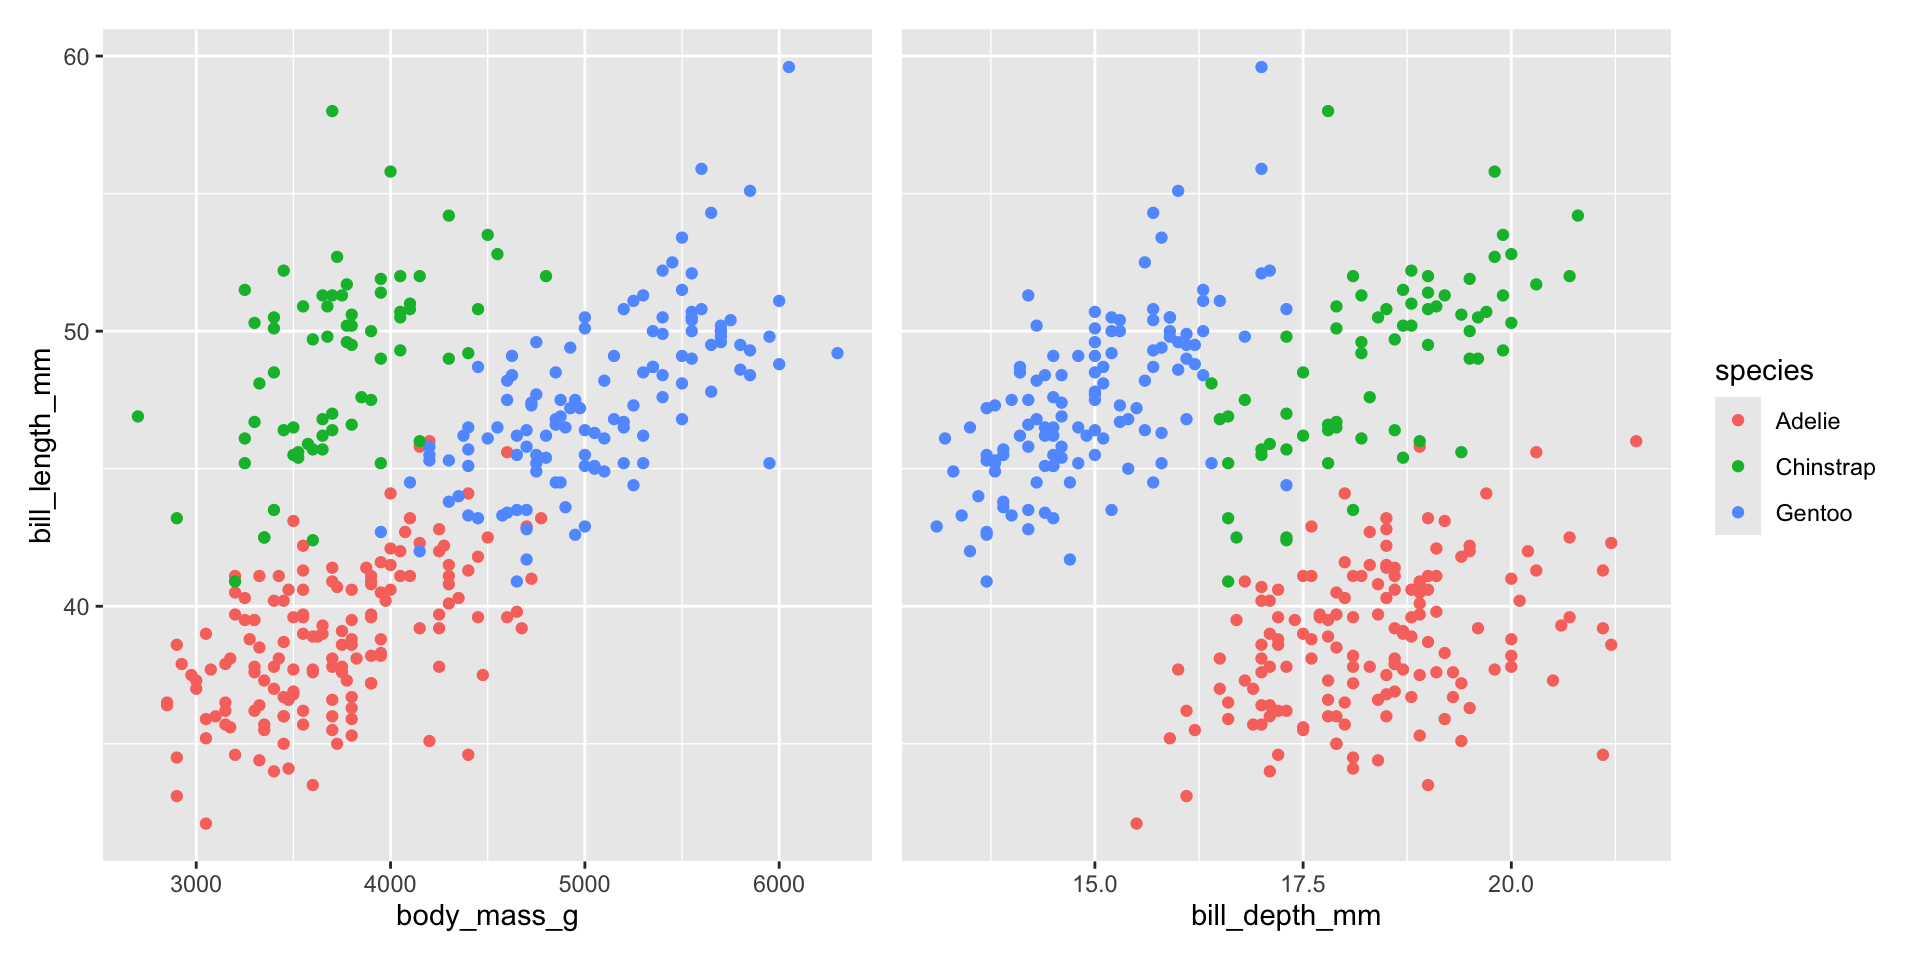 60
50
40
bill_length_mm
3000 4000 5000 6000
body_mass_g
15.0 17.5 20.0
bill_depth_mm
species
Adelie
Chinstrap
Gentoo